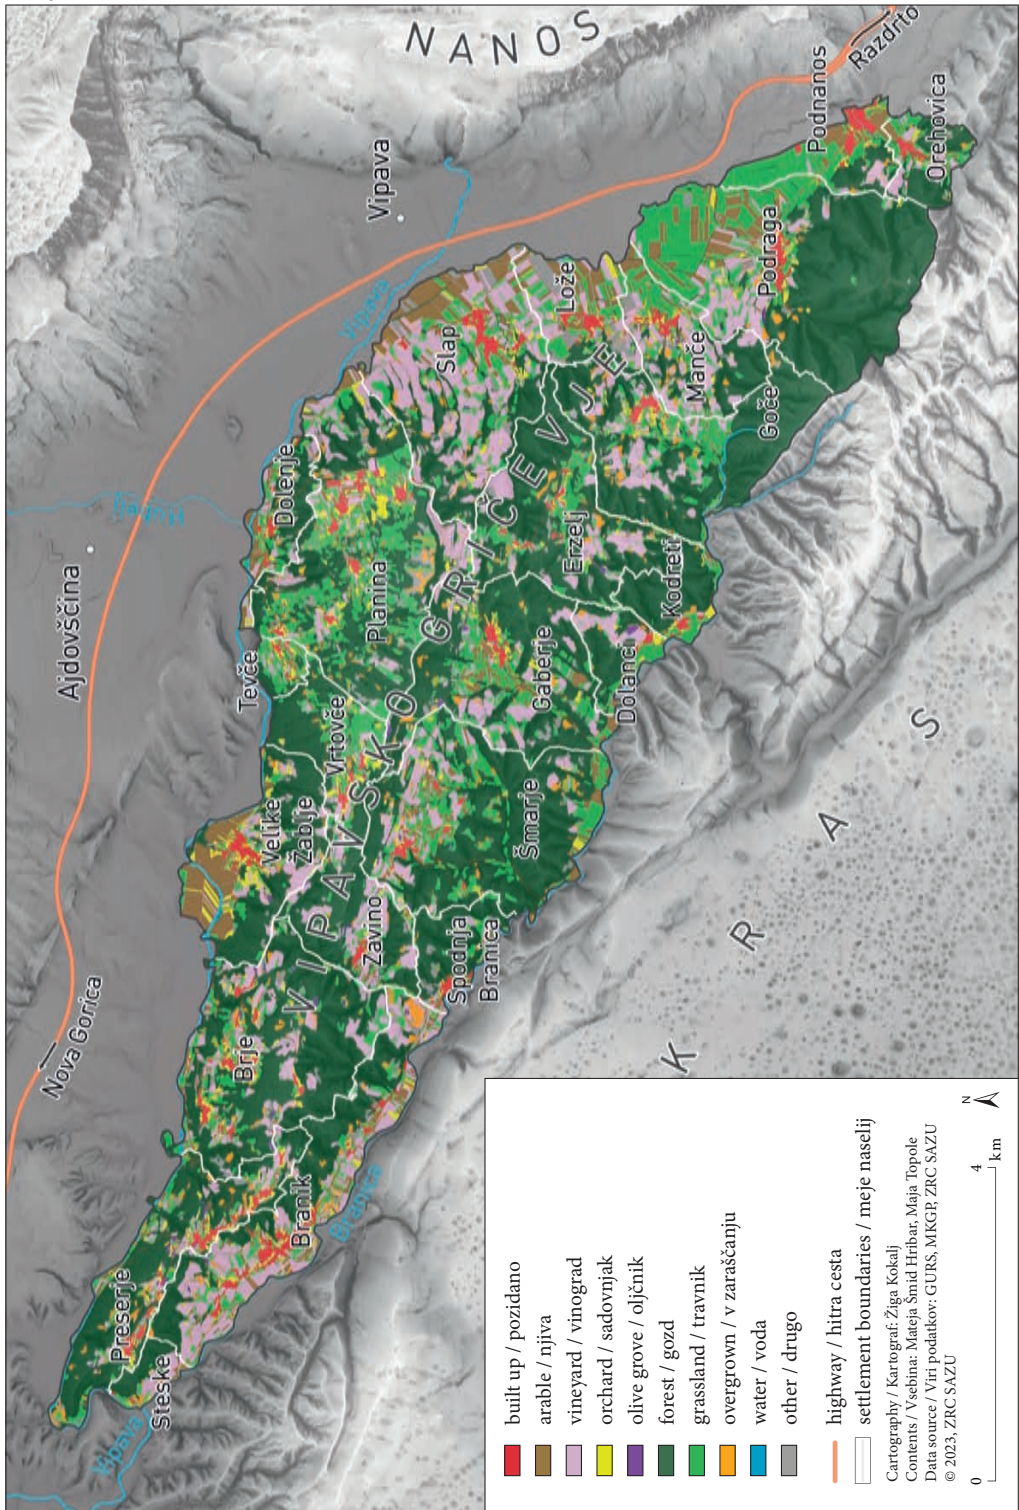 NANOS
Razdrto
Podnanos
Orehovica
Vipava
Vipava
Podraga
Lože
Slap
Manče
Goče
Hubelj
Dolenje
Ajdovščina
Planina
Erzelj
Kodreti
Tevče
Gaberje
Dolanci
Vrtovče
Velike
Žablje
Šmarje
VIPAVSKO GRIČEVJE
Zavino
Spodnja
Branica
KRAS
Nova Gorica
Brje
Branik
Branica
Preserje
Steske
Vipava
built up / pozidano
arable / njiva
vineyard / vinograd
orchard / sadovnjak
olive grove / oljčnik
forest / gozd
grassland / travnik
overgrown / v zaraščanju
water / voda
other / drugo
highway / hitra cesta
settlement boundaries / meje naselij
Cartography / Kartograf: Žiga Kokalj
Contents / Vsebina: Mateja Šmid Hribar, Maja Topole
Data source / Viri podatkov: GURS, MKGP, ZRC SAZU
© 2023, ZRC SAZU
N
0 4
km